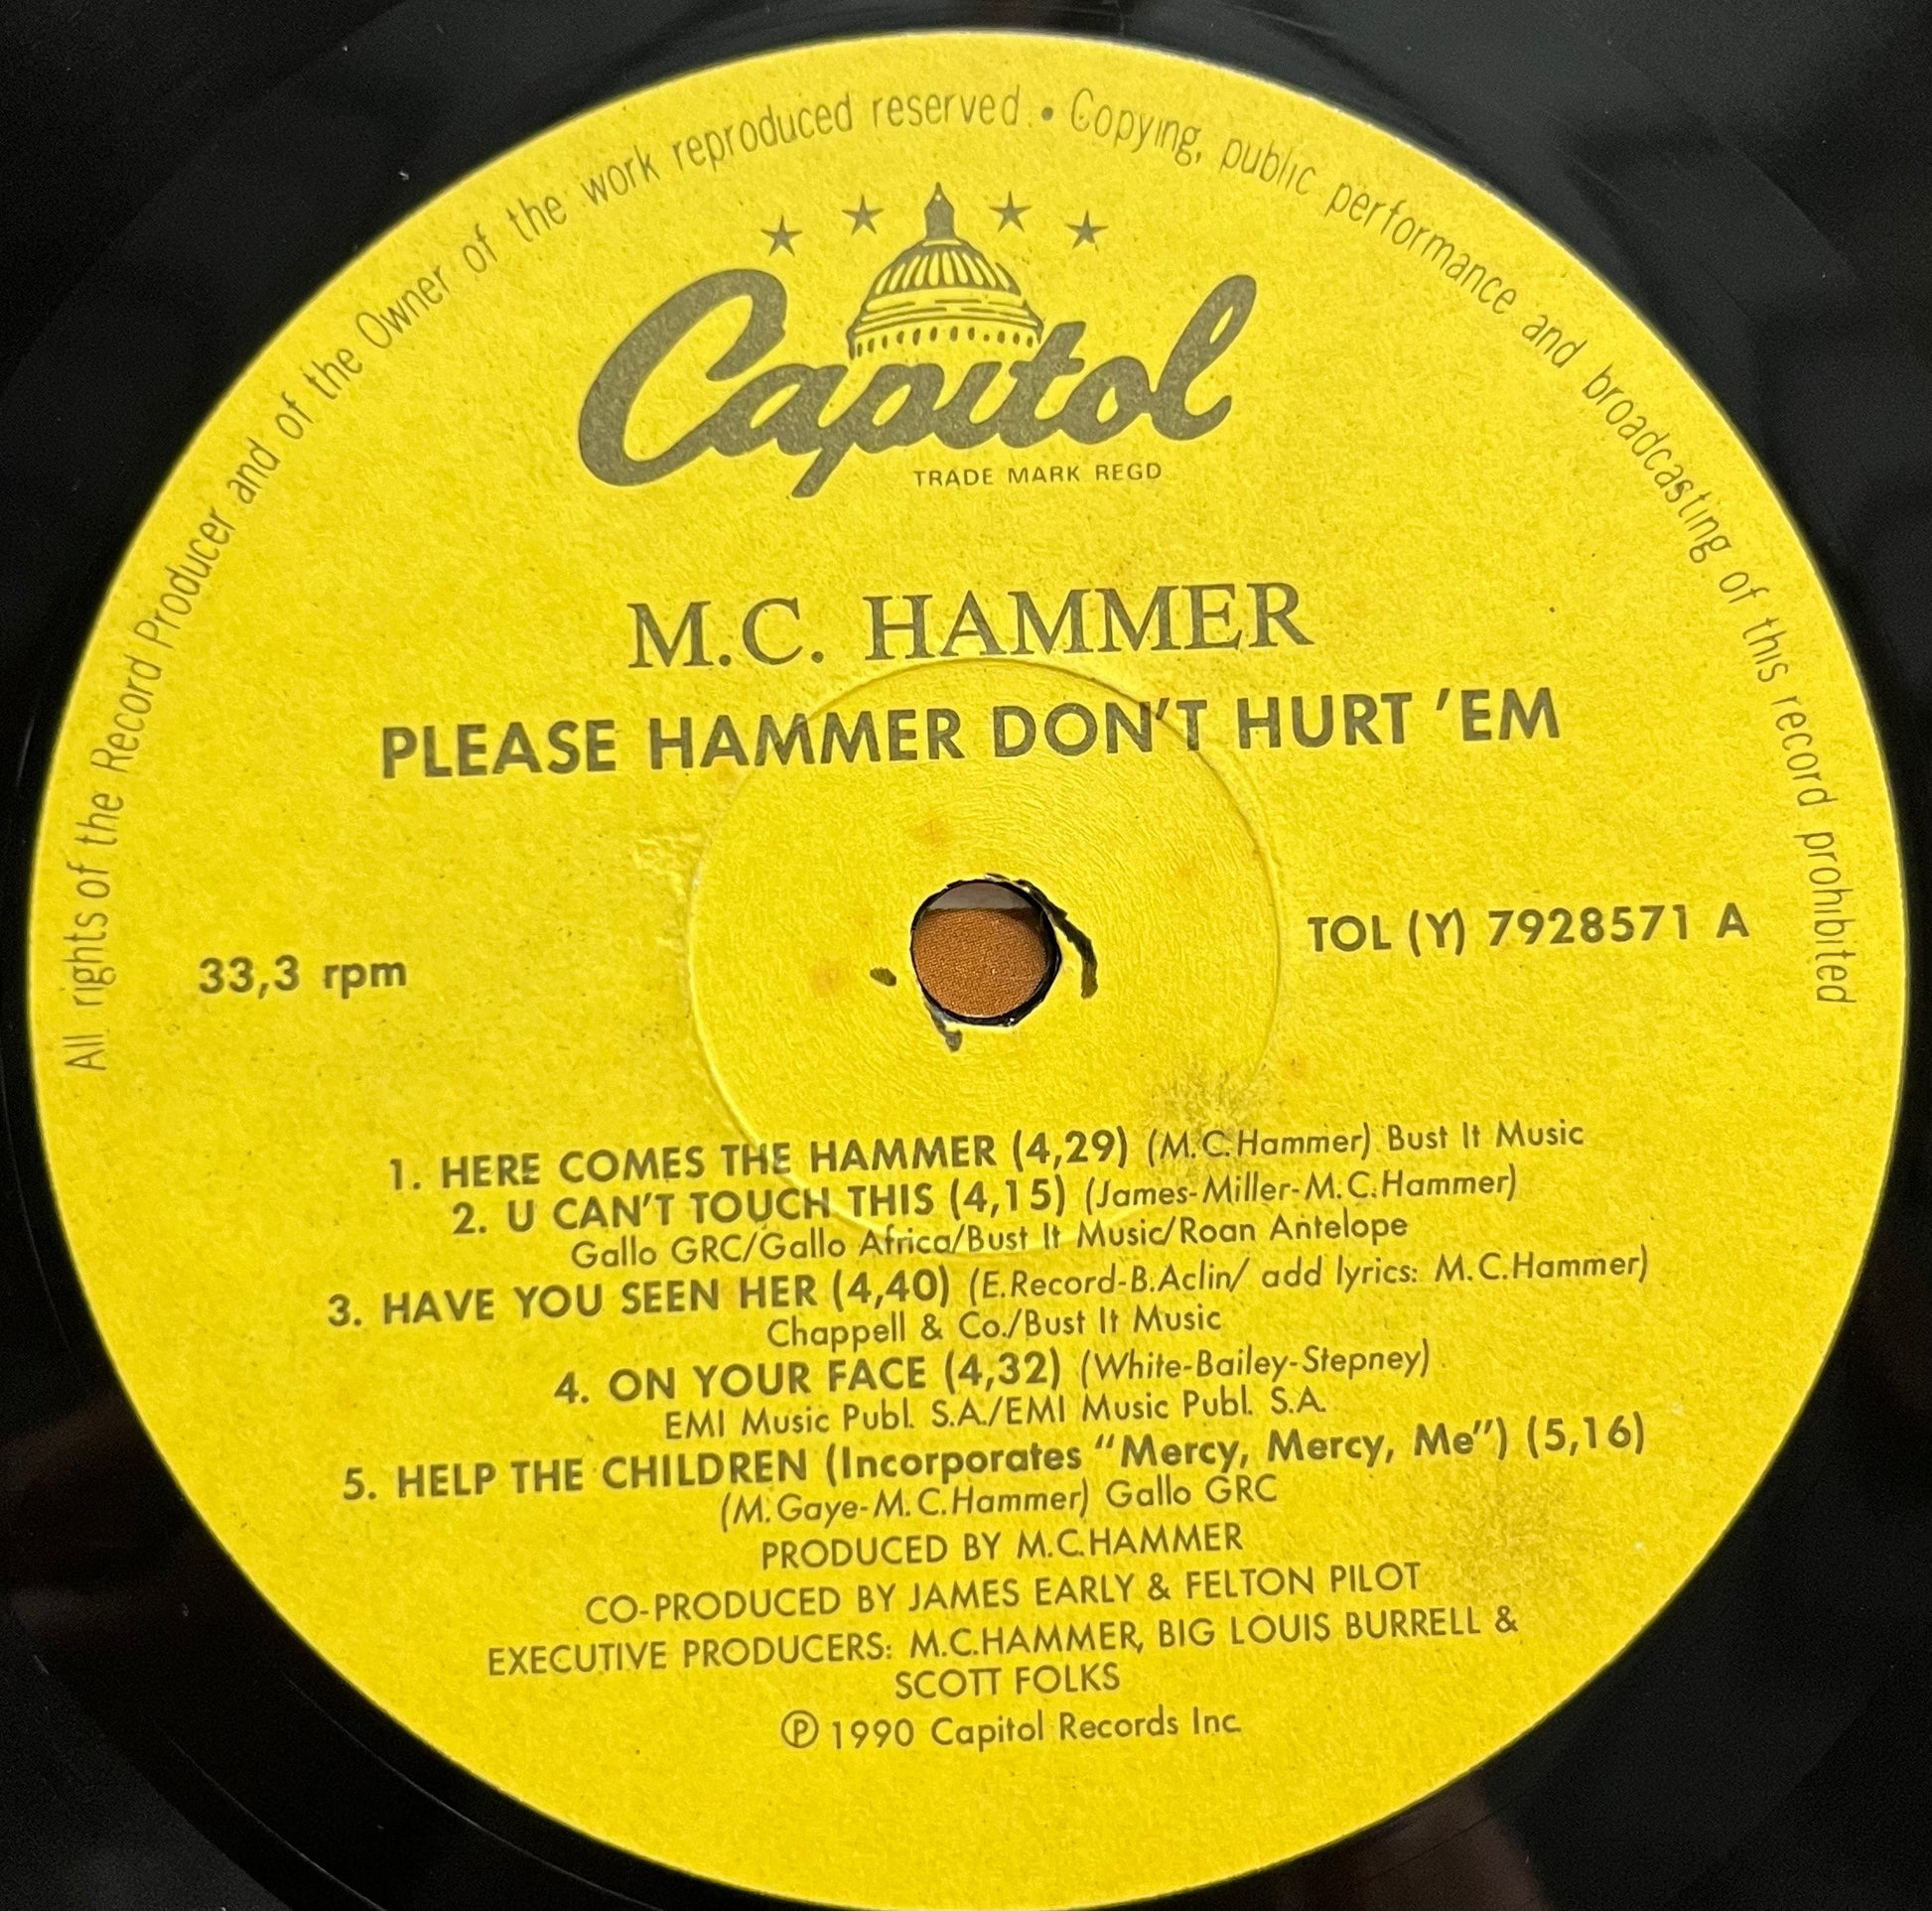 All rights of the Record Producer and of the Owner of the work reproduced reserved • Copying, public performance and broadcasting of this record prohibited
Capitol
TRADE MARK REGD
M.C. HAMMER
PLEASE HAMMER DON'T HURT 'EM
33,3 rpm
TOL (Y) 7928571 A
1. HERE COMES THE HAMMER (4,29) (M.C.Hammer) Bust It Music
2. U CAN'T TOUCH THIS (4,15) (James-Miller-M.C.Hammer)
Gallo GRC/Gallo Africa/Bust It Music/Roan Antelope
3. HAVE YOU SEEN HER (4,40) (E.Record-B.Aclin/ add lyrics: M.C.Hammer)
Chappell & Co./Bust It Music
4. ON YOUR FACE (4,32) (White-Bailey-Stepney)
EMI Music Publ. S.A./EMI Music Publ. S.A.
5. HELP THE CHILDREN (Incorporates "Mercy, Mercy, Me") (5,16)
(M.Gaye-M.C.Hammer) Gallo GRC
PRODUCED BY M.C.HAMMER
CO-PRODUCED BY JAMES EARLY & FELTON PILOT
EXECUTIVE PRODUCERS: M.C.HAMMER, BIG LOUIS BURRELL &
SCOTT FOLKS
Ⓟ 1990 Capitol Records Inc